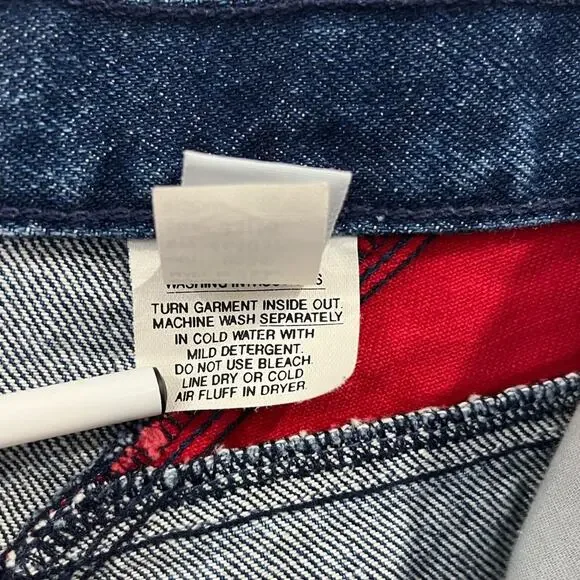 TURN GARMENT INSIDE OUT.
MACHINE WASH SEPARATELY
IN COLD WATER WITH
MILD DETERGENT.
DO NOT USE BLEACH.
LINE DRY OR COLD
AIR FLUFF IN DRYER.